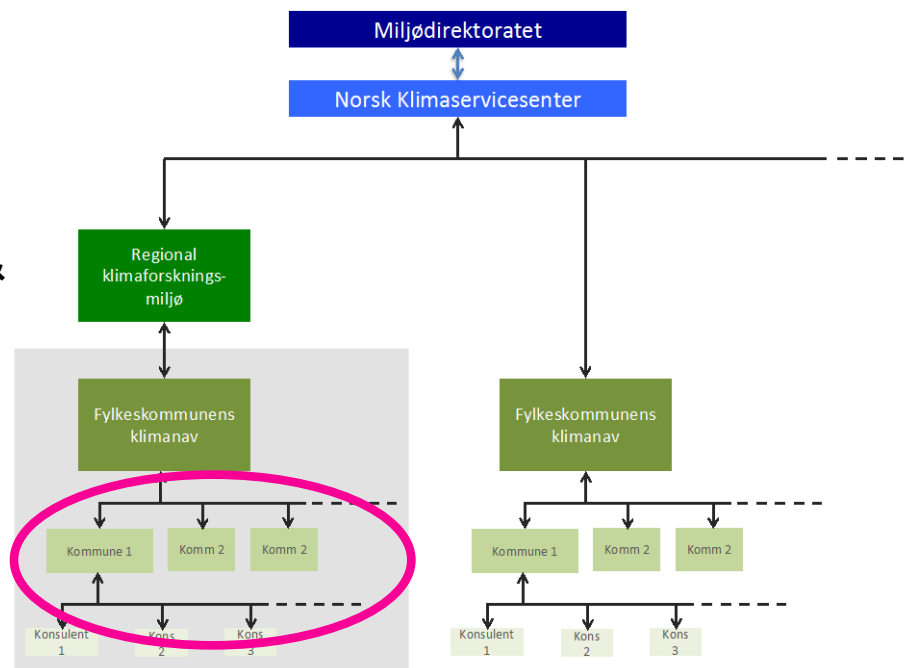 Miljødirektoratet
Norsk Klimaservicesenter
Regional
klimaforsknings-
miljø
&
Fylkeskommunens
klimanav
Fylkeskommunens
klimanav
Kommune 1
Komm 2
Komm 2
Kommune 1
Komm 2
Komm 2
Konsulent
1
Kons
2
Kons
3
Konsulent
1
Kons
2
Kons
3